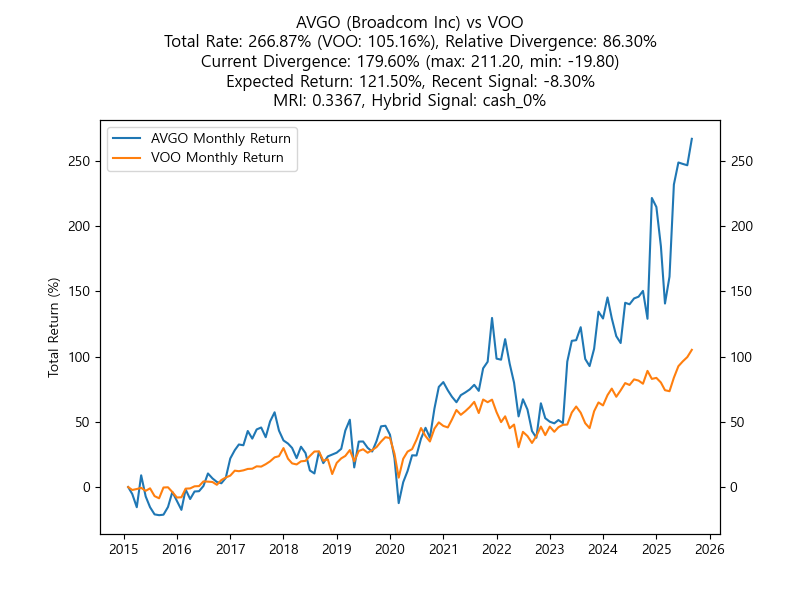 AVGO (Broadcom Inc) vs VOO
Total Rate: 266.87% (VOO: 105.16%), Relative Divergence: 86.30%
Current Divergence: 179.60% (max: 211.20, min: -19.80)
Expected Return: 121.50%, Recent Signal: -8.30%
MRI: 0.3367, Hybrid Signal: cash_0%
AVGO Monthly Return
VOO Monthly Return
Total Return (%)
250
200
150
100
50
0
250
200
150
100
50
0
2015 2016 2017 2018 2019 2020 2021 2022 2023 2024 2025 2026